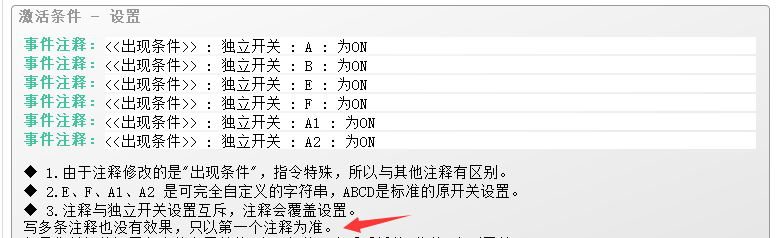 激活条件 - 设置
事件注释：<<出现条件>> : 独立开关 : A : 为ON
事件注释：<<出现条件>> : 独立开关 : B : 为ON
事件注释：<<出现条件>> : 独立开关 : E : 为ON
事件注释：<<出现条件>> : 独立开关 : F : 为ON
事件注释：<<出现条件>> : 独立开关 : A1 : 为ON
事件注释：<<出现条件>> : 独立开关 : A2 : 为ON
◆ 1.由于注释修改的是"出现条件"，指令特殊，所以与其他注释有区别。
◆ 2.E、F、A1、A2 是可完全自定义的字符串，ABCD是标准的原开关设置。
◆ 3.注释与独立开关设置互斥，注释会覆盖设置。
写多条注释也没有效果，只以第一个注释为准。